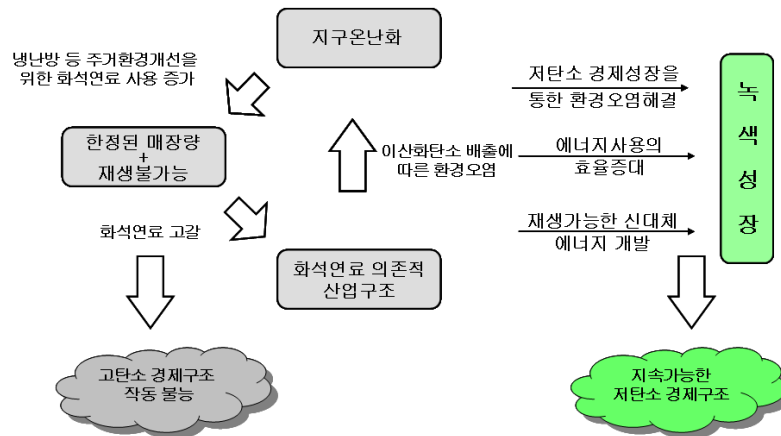 지구온난화
냉난방 등 주거환경개선을
위한 화석연료 사용 증가
한정된 매장량
+
재생불가능
화석연료 고갈
화석연료 의존적
산업구조
이산화탄소 배출에
따른 환경오염
고탄소 경제구조
작동 불능
저탄소 경제성장을
통한 환경오염해결
에너지사용의
효율증대
재생가능한 신대체
에너지 개발
녹
색
성
장
지속가능한
저탄소 경제구조